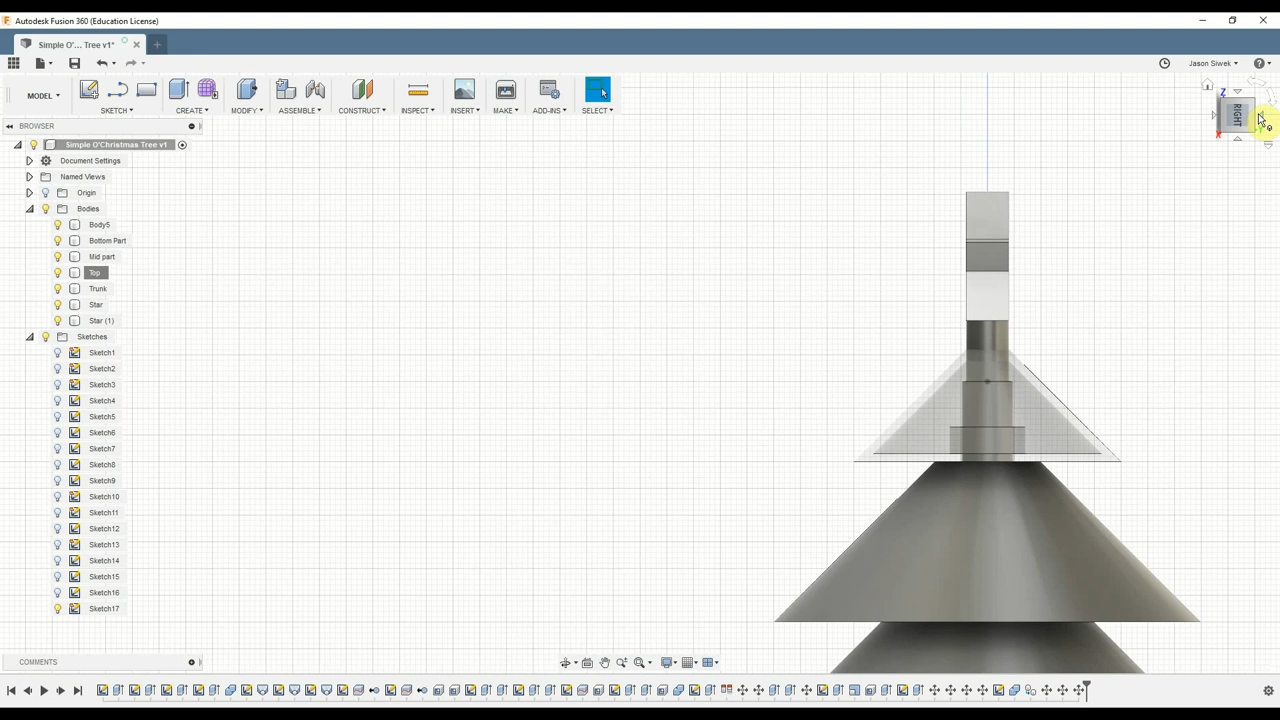 Autodesk Fusion 360 (Education License)
Simple O'... Tree v1*
Jason Siwek
MODEL
SKETCH
CREATE
MODIFY
ASSEMBLE
CONSTRUCT
INSPECT
INSERT
MAKE
ADD-INS
SELECT
Z
RIGHT
X
BROWSER
Simple O'Christmas Tree v1
Document Settings
Named Views
Origin
Bodies
Body5
Bottom Part
Mid part
Top
Trunk
Star
Star (1)
Sketches
Sketch1
Sketch2
Sketch3
Sketch4
Sketch5
Sketch6
Sketch7
Sketch8
Sketch9
Sketch10
Sketch11
Sketch12
Sketch13
Sketch14
Sketch15
Sketch16
Sketch17
COMMENTS